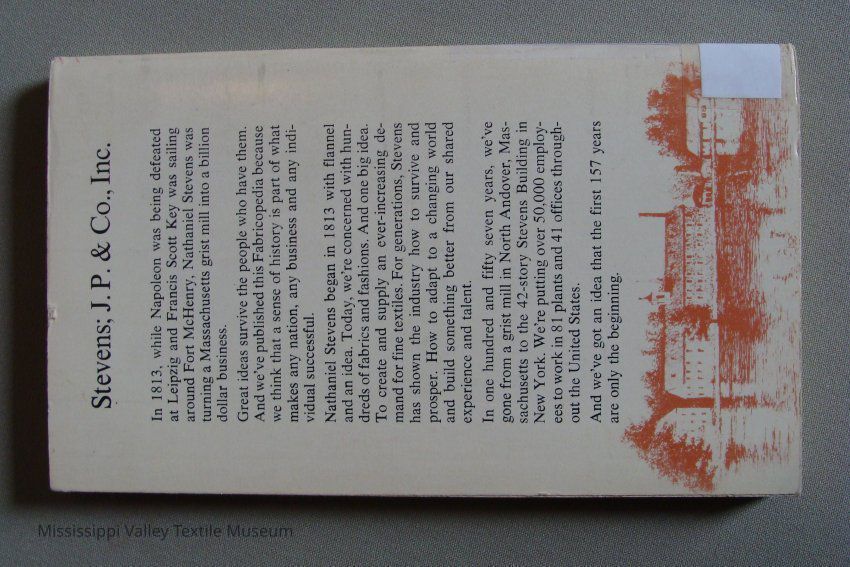 Stevens; J. P. & Co., Inc.
In 1813, while Napoleon was being defeated
at Leipzig and Francis Scott Key was sailing
around Fort McHenry, Nathaniel Stevens was
turning a Massachusetts grist mill into a billion
dollar business.
Great ideas survive the people who have them.
And we've published this Fabricopedia because
we think that a sense of history is part of what
makes any nation, any business and any indi-
vidual successful.
Nathaniel Stevens began in 1813 with flannel
and an idea. Today, we're concerned with hun-
dreds of fabrics and fashions. And one big idea.
To create and supply an ever-increasing de-
mand for fine textiles. For generations, Stevens
has shown the industry how to survive and
prosper. How to adapt to a changing world
and build something better from our shared
experience and talent.
In one hundred and fifty seven years, we've
gone from a grist mill in North Andover, Mas-
sachusetts to the 42-story Stevens Building in
New York. We're putting over 50,000 employ-
ees to work in 81 plants and 41 offices through-
out the United States.
And we've got an idea that the first 157 years
are only the beginning.
Mississippi Valley Textile Museum